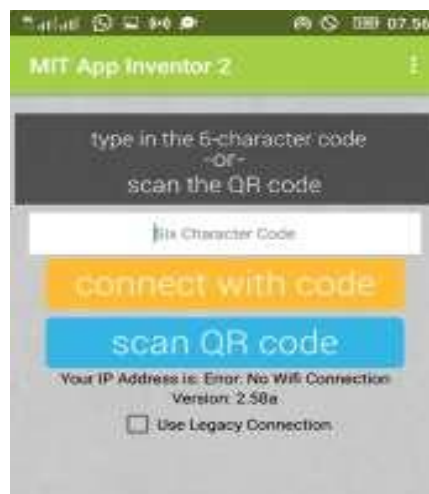 07.56
MIT App Inventor 2
type in the 6-character code
-or-
scan the QR code
Six Character Code
connect with code
scan QR code
Your IP Address is: Error: No Wifi Connection
Version: 2.58a
Use Legacy Connection